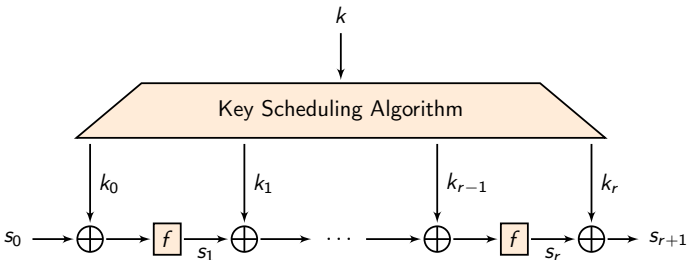 k
Key Scheduling Algorithm
k₀ k₁ kᵣ₋₁ kᵣ
s₀ f s₁ ⋯ f sᵣ sᵣ₊₁